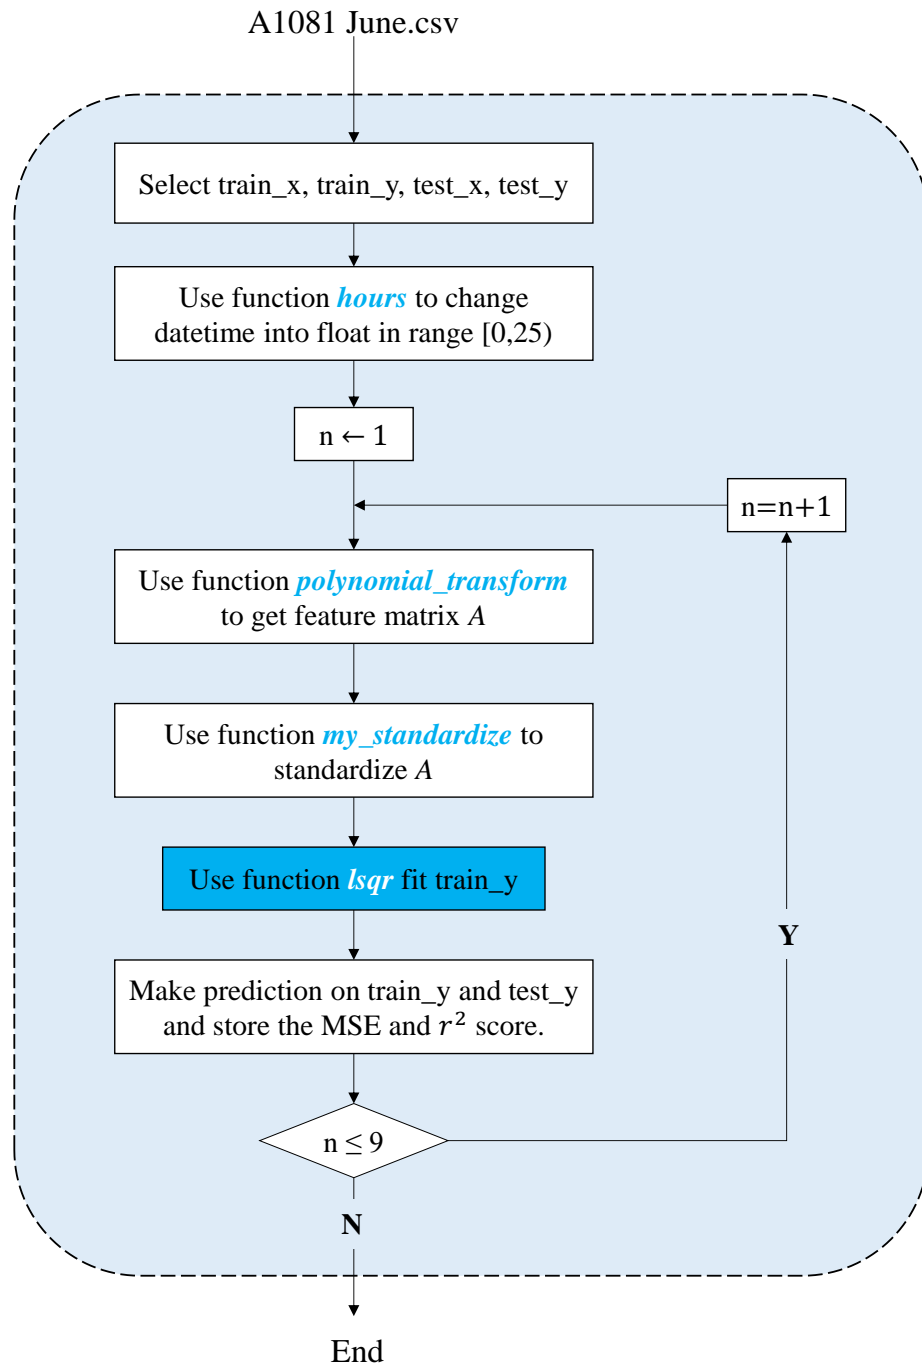 A1081 June.csv
Select train_x, train_y, test_x, test_y
Use function hours to change
datetime into float in range [0,25)
n ← 1
n=n+1
Use function polynomial_transform
to get feature matrix A
Use function my_standardize to
standardize A
Use function lsqr fit train_y
Y
Make prediction on train_y and test_y
and store the MSE and r² score.
n ≤ 9
N
End